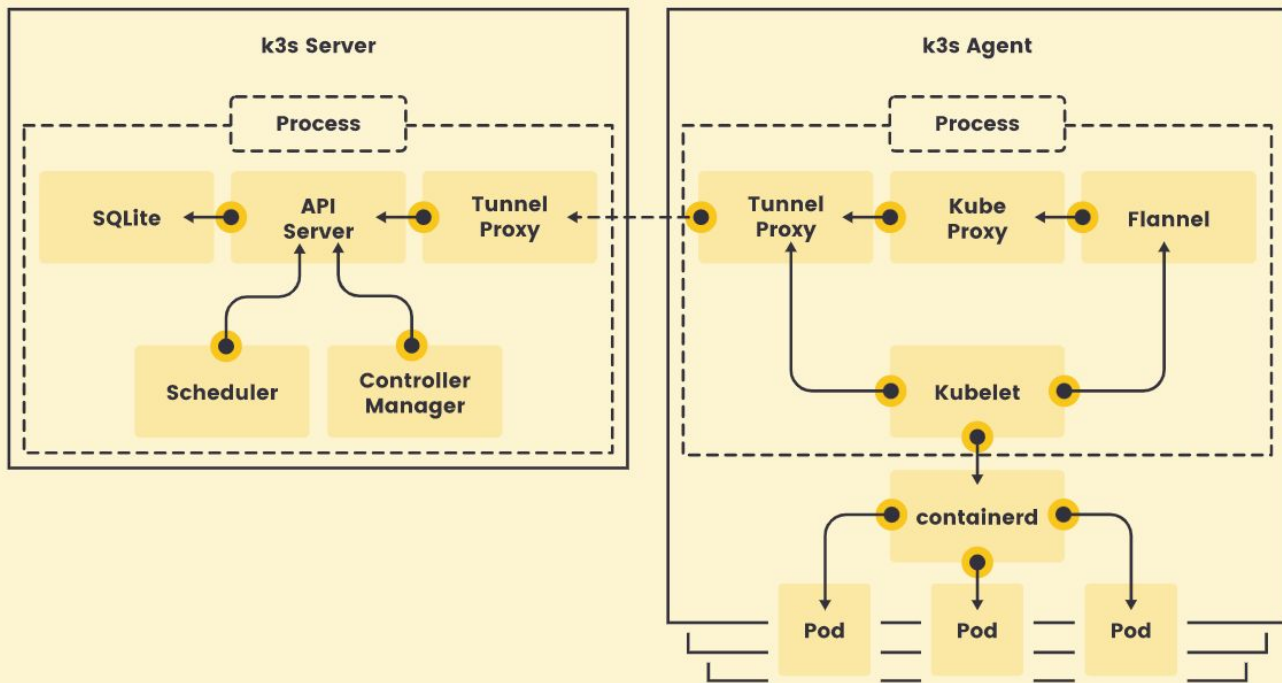 k3s Server
Process
SQLite
API
Server
Tunnel
Proxy
Scheduler
Controller
Manager
k3s Agent
Process
Tunnel
Proxy
Kube
Proxy
Flannel
Kubelet
containerd
Pod
Pod
Pod